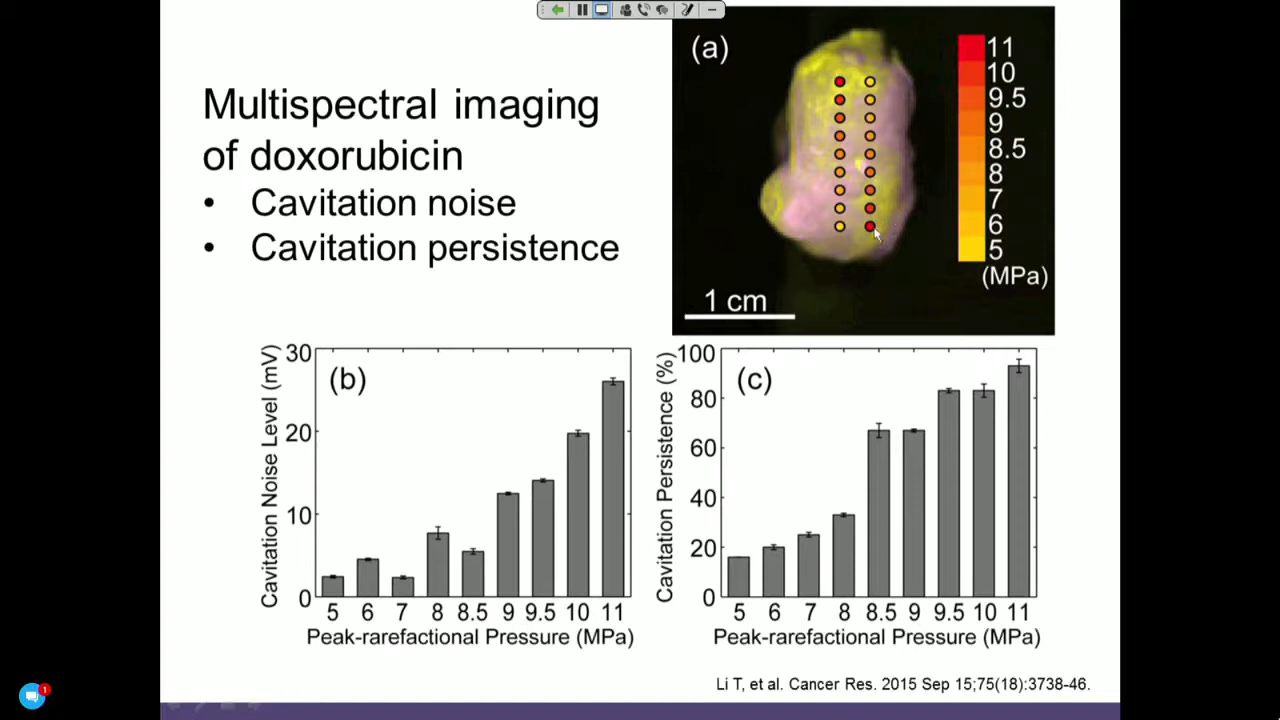 Multispectral imaging
of doxorubicin
• Cavitation noise
• Cavitation persistence
(a)
11
10
9.5
9
8.5
8
7
6
5
(MPa)
1 cm
(b)
Cavitation Noise Level (mV)
30
20
10
0
5 6 7 8 8.5 9 9.5 10 11
Peak-rarefactional Pressure (MPa)
(c)
Cavitation Persistence (%)
100
80
60
40
20
0
5 6 7 8 8.5 9 9.5 10 11
Peak-rarefactional Pressure (MPa)
Li T, et al. Cancer Res. 2015 Sep 15;75(18):3738-46.
1